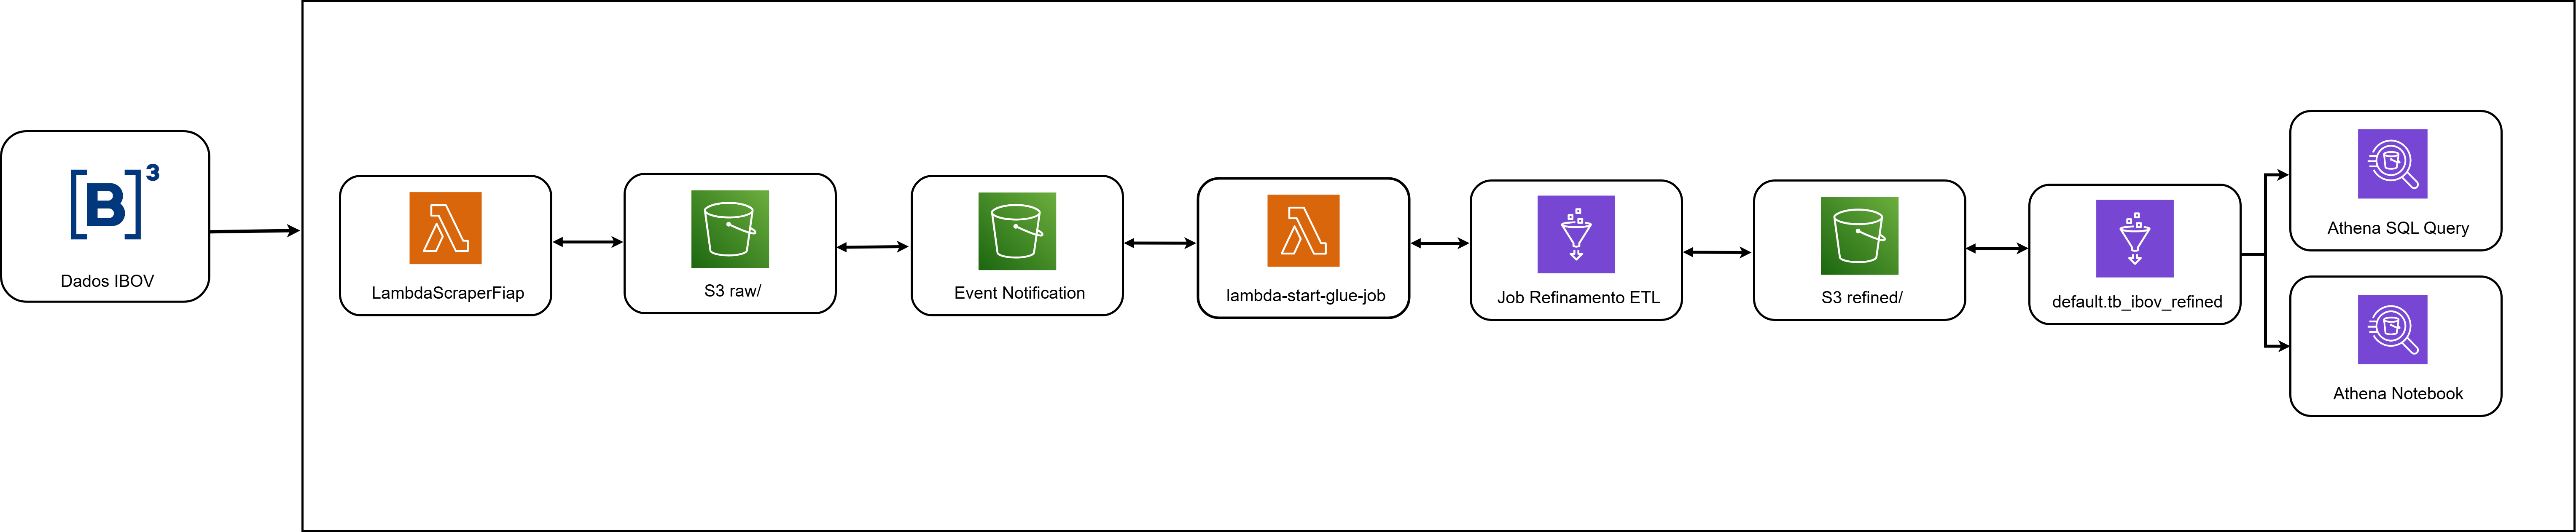 [B]³
Dados IBOV
LambdaScraperFiap
S3 raw/
Event Notification
lambda-start-glue-job
Job Refinamento ETL
S3 refined/
default.tb_ibov_refined
Athena SQL Query
Athena Notebook